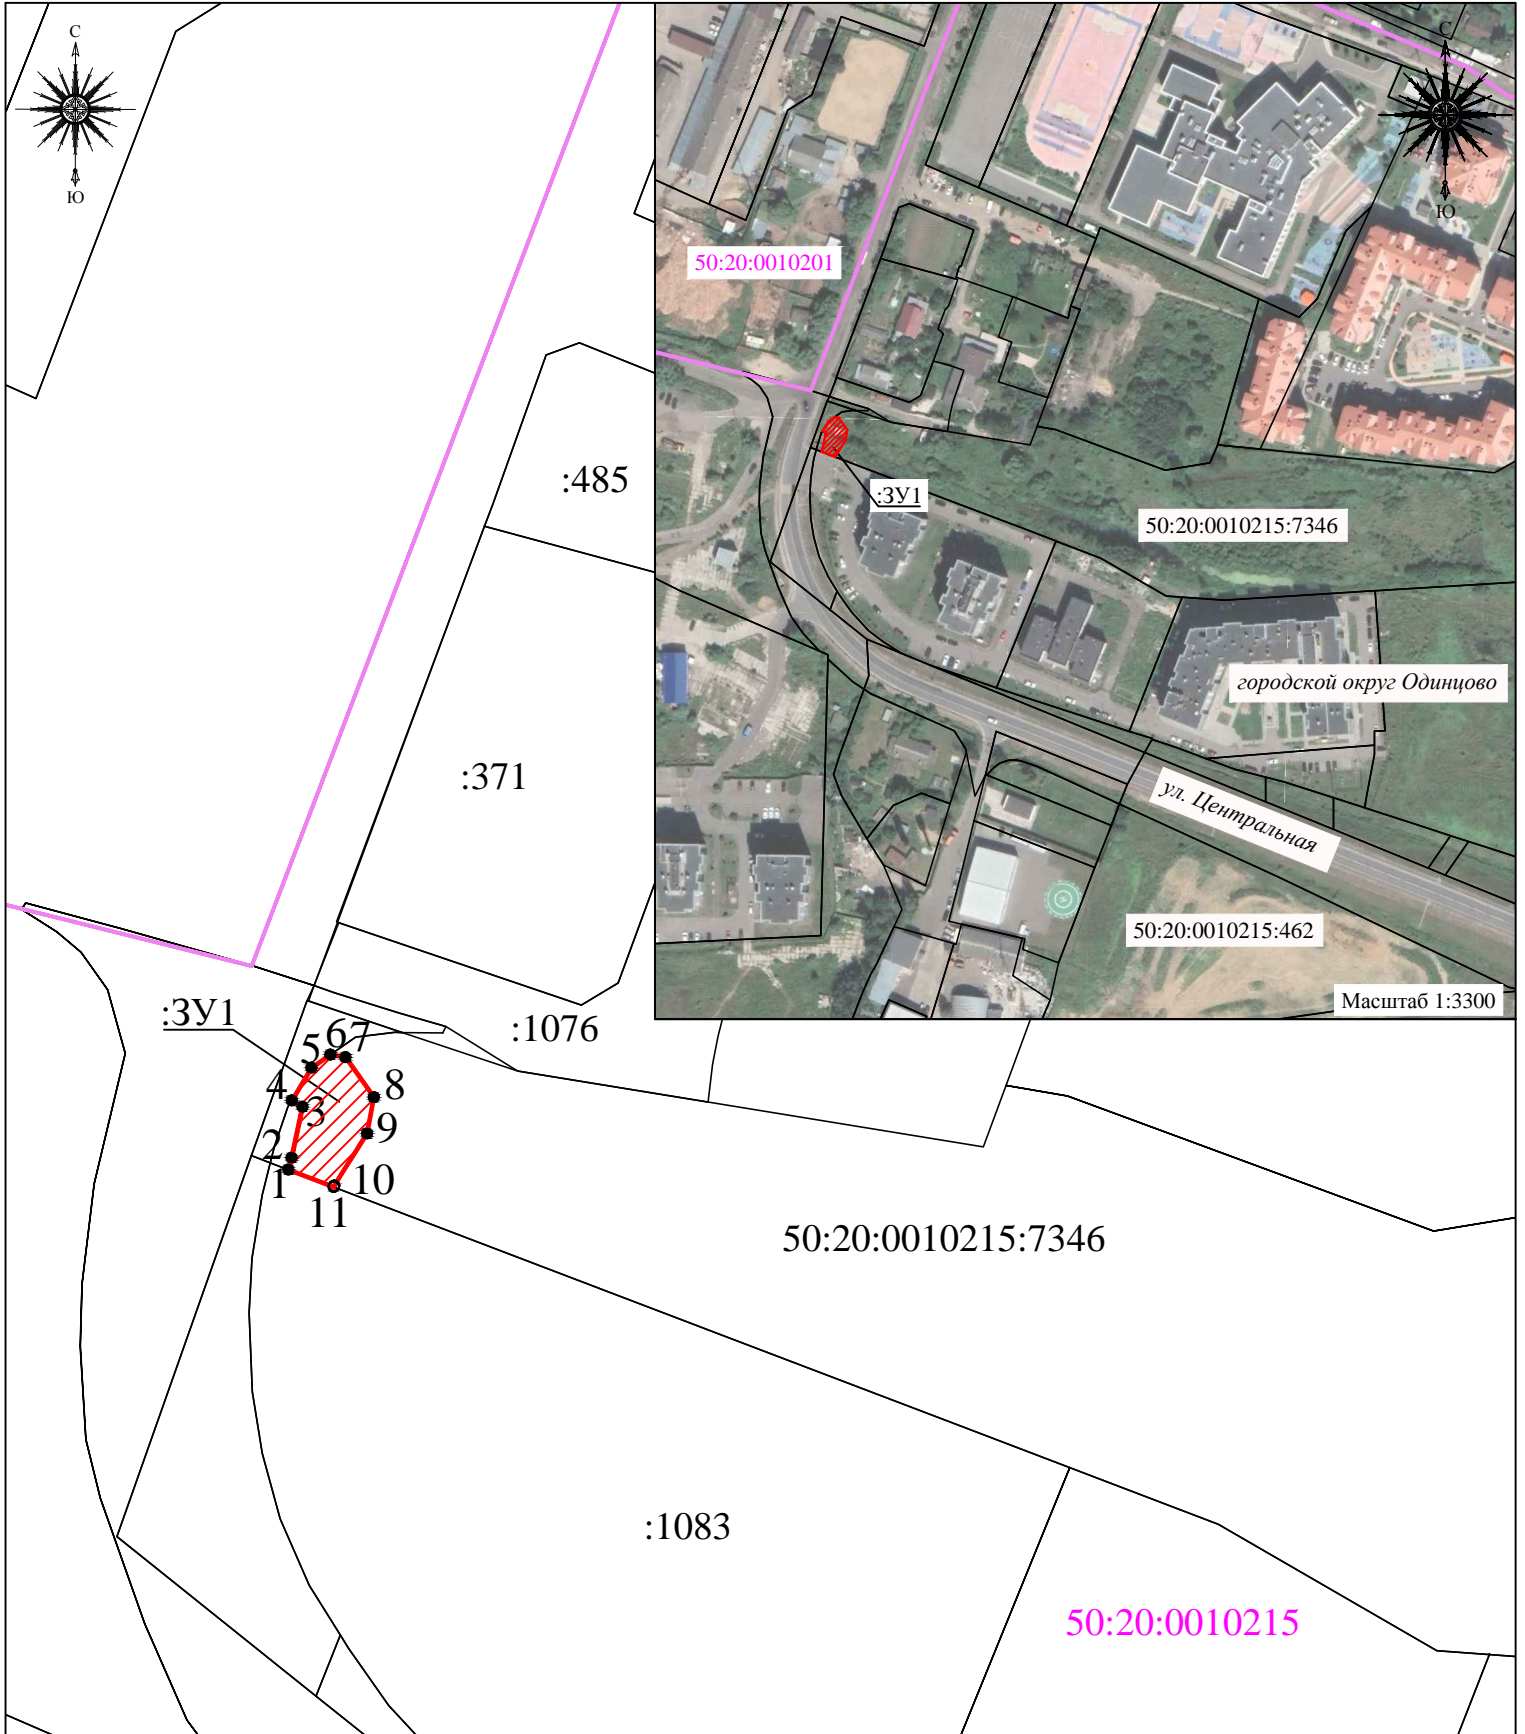 С
Ю
С
Ю
50:20:0010201
:ЗУ1
50:20:0010215:7346
городской округ Одинцово
ул. Центральная
50:20:0010215:462
Масштаб 1:3300
:485
:371
:ЗУ1
:1076
5
6
7
4
3
8
2
9
1
10
11
50:20:0010215:7346
:1083
50:20:0010215